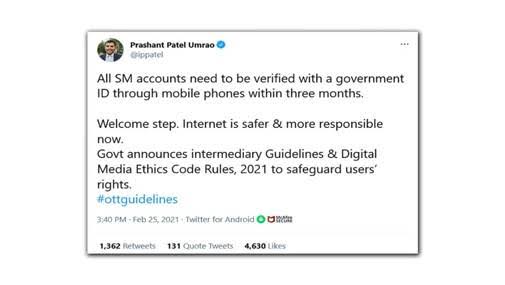 Prashant Patel Umrao
@ippatel
All SM accounts need to be verified with a government
ID through mobile phones within three months.
Welcome step. Internet is safer & more responsible
now.
Govt announces intermediary Guidelines & Digital
Media Ethics Code Rules, 2021 to safeguard users'
rights.
#ottguidelines
3:40 PM · Feb 25, 2021 · Twitter for Android McAfee SECURE
1,362 Retweets 131 Quote Tweets 4,630 Likes